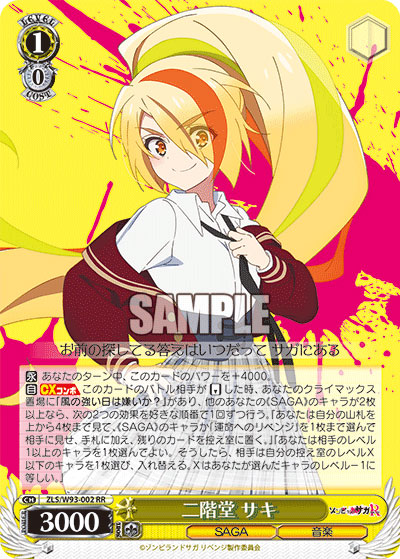 LEVEL
1
0
COST
SAMPLE
お前の探してる答えはいつだって サガにある
永 あなたのターン中、このカードのパワーを+4000。
自 CXコンボ このカードのバトル相手が【リバース】した時、あなたのクライマックス
置場に「風の強い日は嫌いか?」があり、他のあなたの《SAGA》のキャラが2枚
以上なら、次の2つの効果を好きな順番で1回ずつ行う。『あなたは自分の山札を
上から4枚まで見て、《SAGA》のキャラか「運命へのリベンジ」を1枚まで選んで
相手に見せ、手札に加え、残りのカードを控え室に置く。』『あなたは相手のレベル
1以上のキャラを1枚選んでよい。そうしたら、相手は自分の控え室のレベルX
以下のキャラを1枚選び、入れ替える。Xはあなたが選んだキャラのレベル-1に等
しい。』
CH ZLS/W93-002 RR
3000
二階堂 サキ
ゾンビランドサガR
SAGA
音楽
©ゾンビランドサガ リベンジ製作委員会